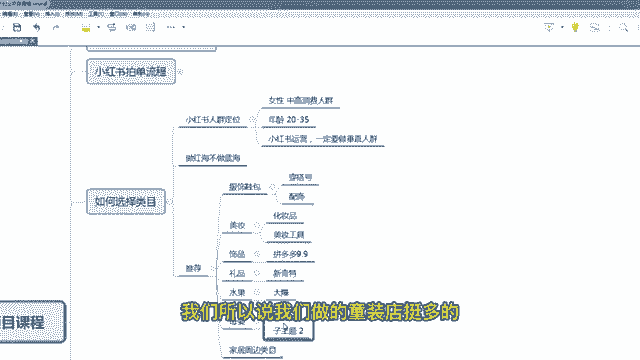 小红书拍单流程
女性 中高消费人群
小红书人群定位
年龄 20-35
小红书运营，一定要做垂直人群
做红海不做蓝海
如何选择类目
服饰鞋包
穿搭号
配饰
美妆
化妆品
美妆工具
推荐
饰品
拼多多9.9
礼品
水果
大爆
子主题 2
家居周边类目
目课程
我们所以说我们做的童装店挺多的